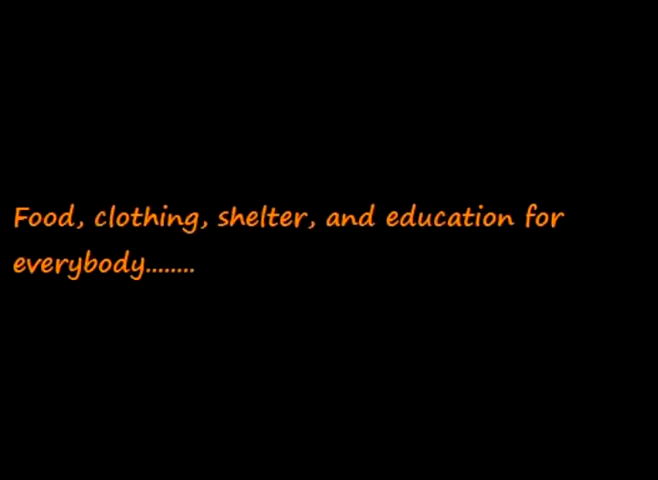 Food, clothing, shelter, and education for
everybody........